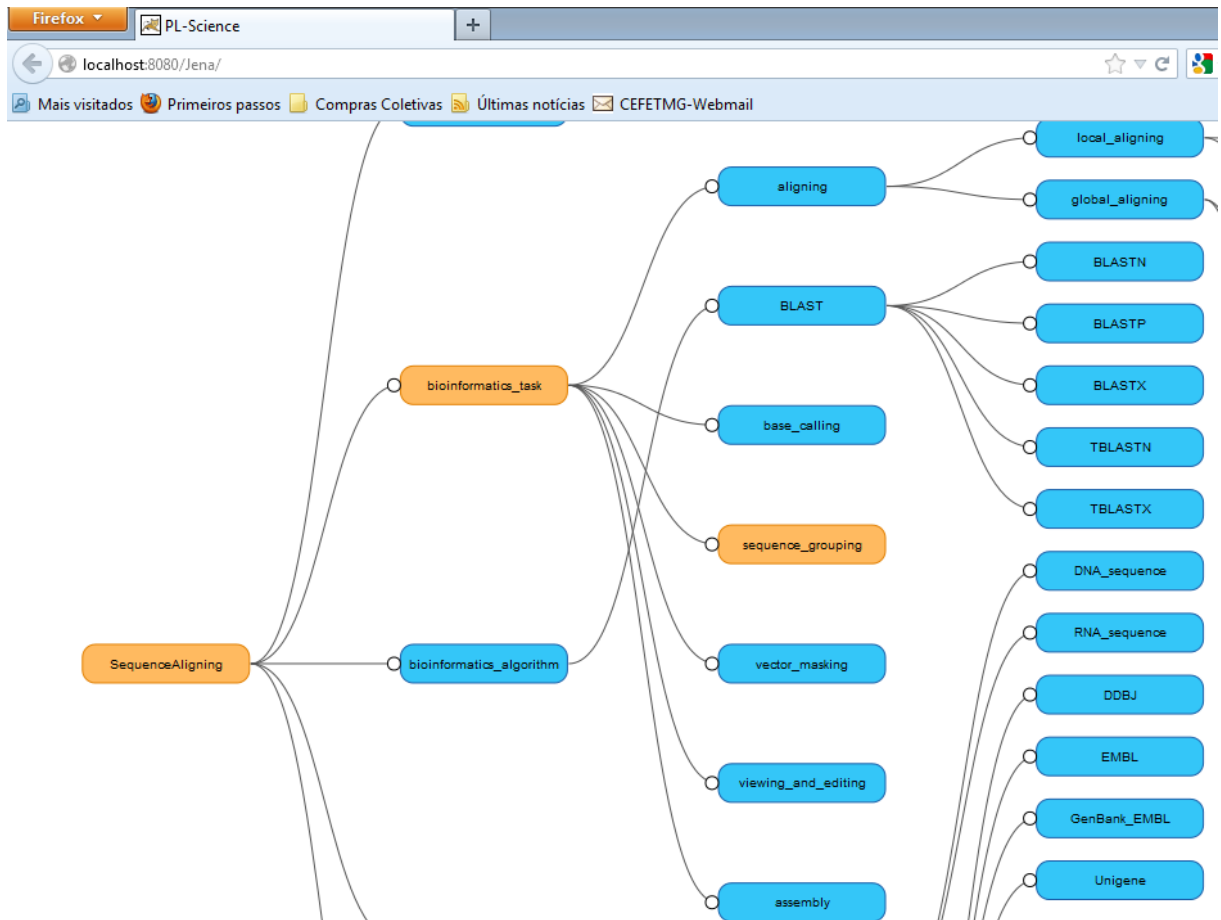 Firefox
PL-Science
localhost:8080/Jena/
Mais visitados Primeiros passos Compras Coletivas Últimas notícias CEFETMG-Webmail
local_aligning
aligning
global_aligning
BLASTN
BLAST
BLASTP
bioinformatics_task
BLASTX
base_calling
TBLASTN
TBLASTX
sequence_grouping
DNA_sequence
RNA_sequence
SequenceAligning
bioinformatics_algorithm
vector_masking
DDBJ
EMBL
viewing_and_editing
GenBank_EMBL
Unigene
assembly